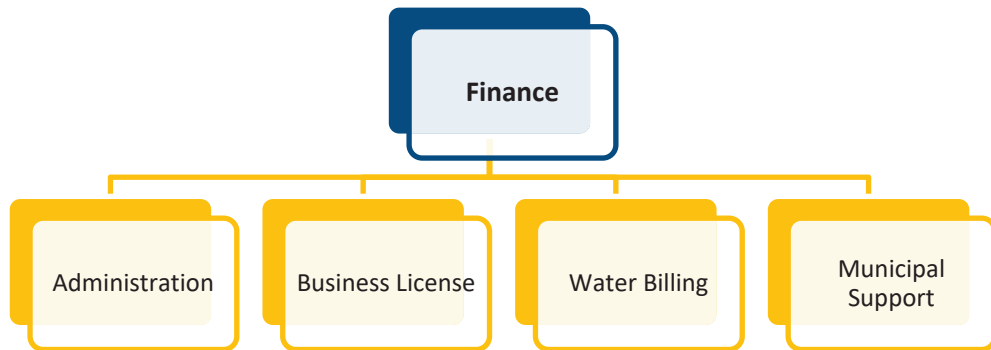 Finance
Administration
Business License
Water Billing
Municipal
Support